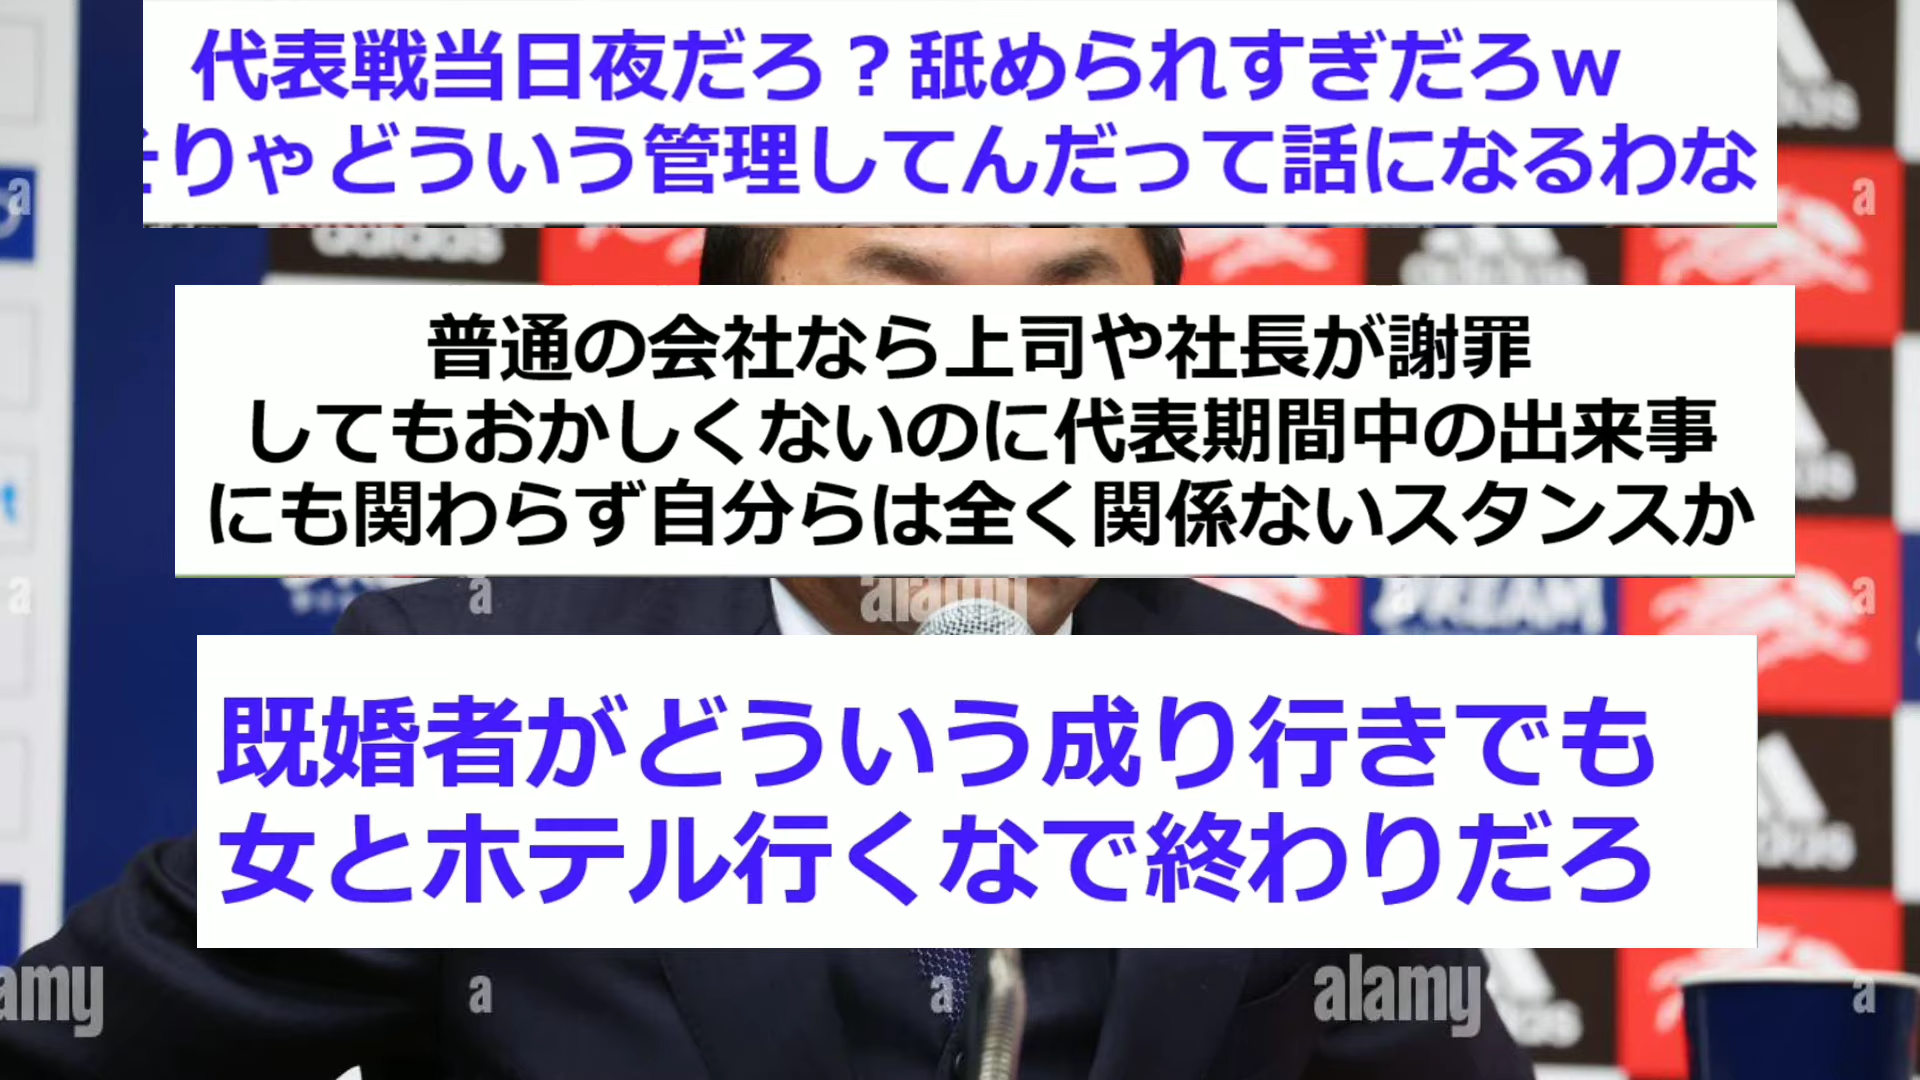 代表戦当日夜だろ？舐められすぎだろｗ
そりゃどういう管理してんだって話になるわな
adidas
普通の会社なら上司や社長が謝罪
してもおかしくないのに代表期間中の出来事
にも関わらず自分らは全く関係ないスタンスか
a
a
alamy
DREAM
a
既婚者がどういう成り行きでも
女とホテル行くなで終わりだろ
alamy
a
a
alamy
a